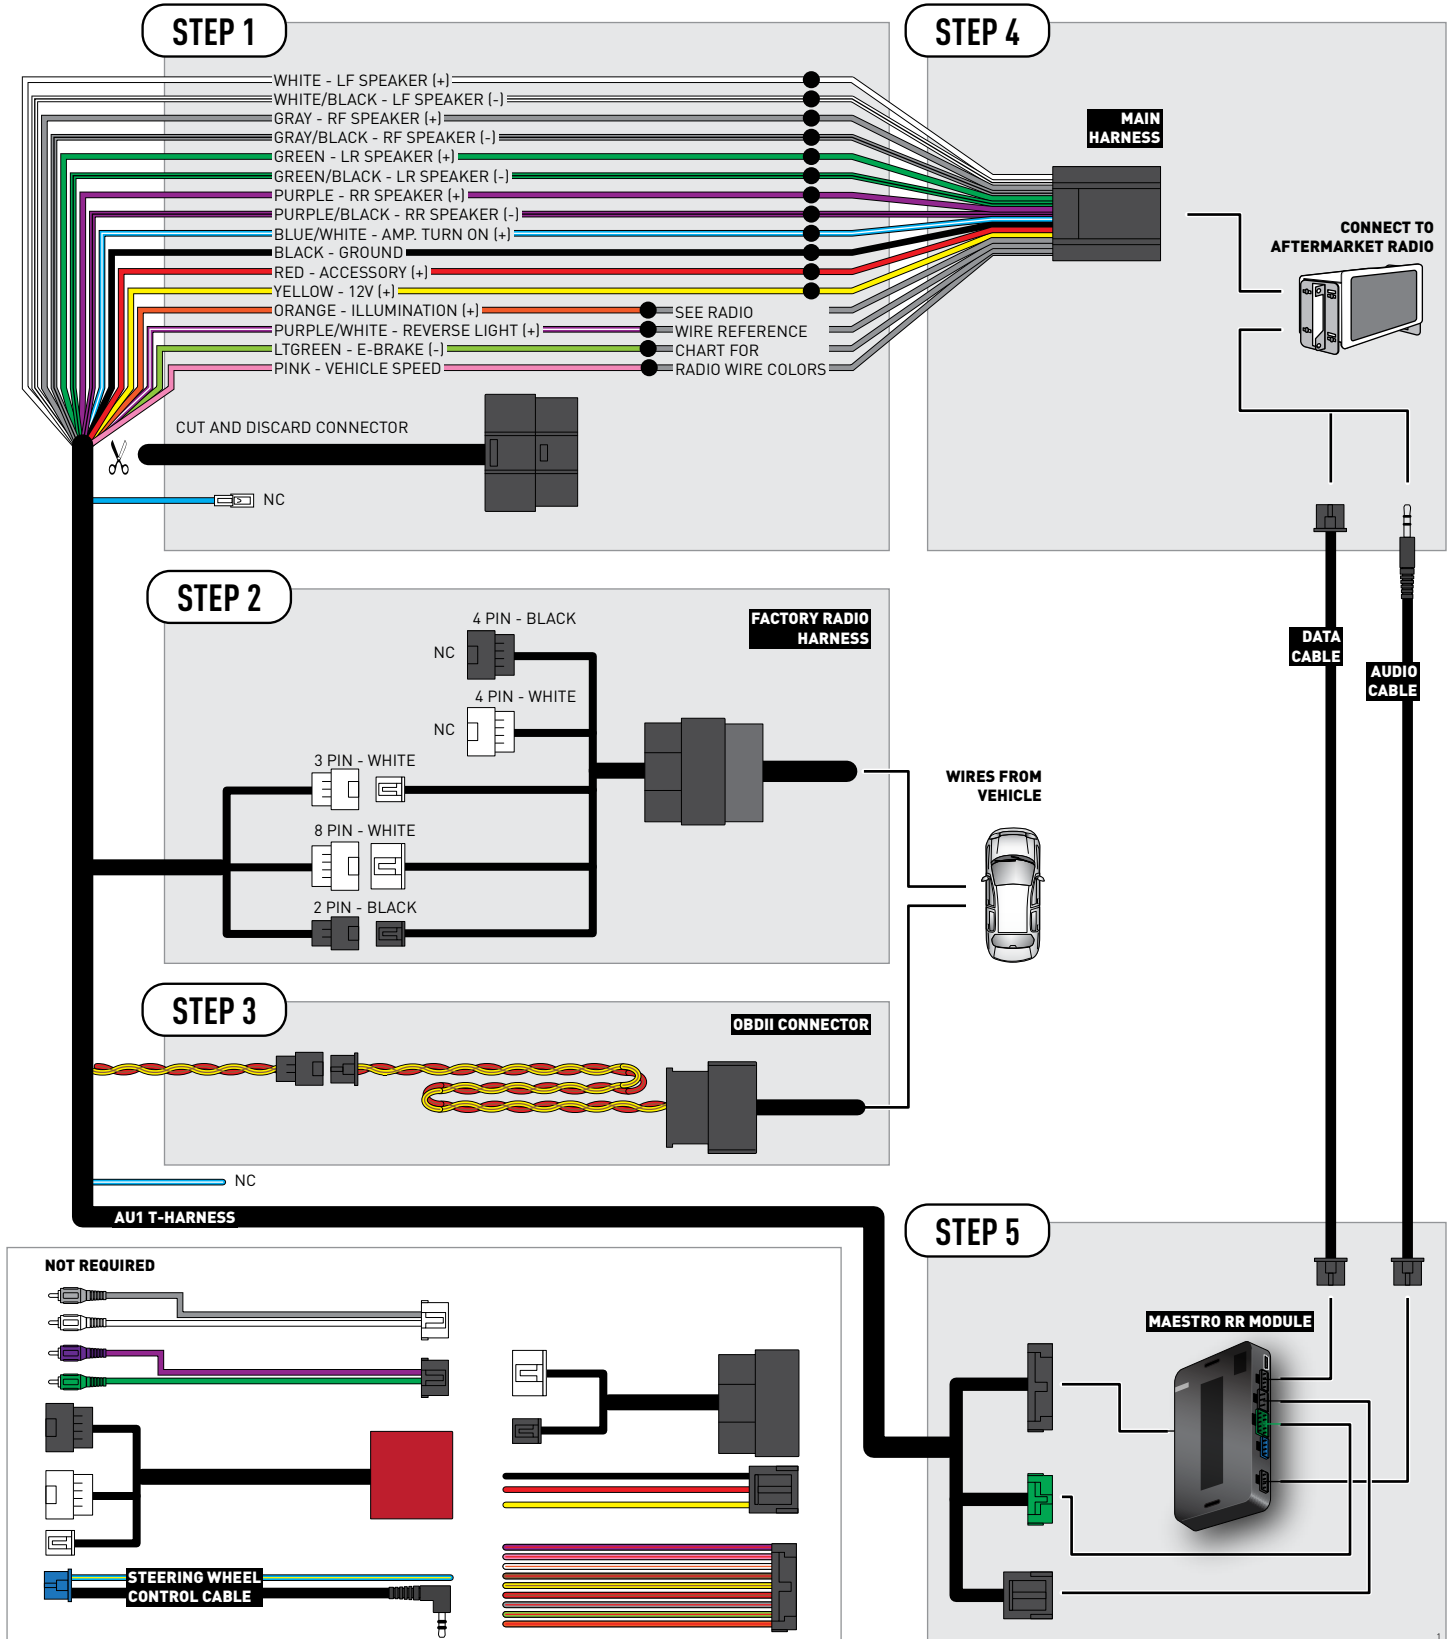 STEP 1
WHITE - LF SPEAKER (+)
WHITE/BLACK - LF SPEAKER (-)
GRAY - RF SPEAKER (+)
GRAY/BLACK - RF SPEAKER (-)
GREEN - LR SPEAKER (+)
GREEN/BLACK - LR SPEAKER (-)
PURPLE - RR SPEAKER (+)
PURPLE/BLACK - RR SPEAKER (-)
BLUE/WHITE - AMP. TURN ON (+)
BLACK - GROUND
RED - ACCESSORY (+)
YELLOW - 12V (+)
ORANGE - ILLUMINATION (+)
PURPLE/WHITE - REVERSE LIGHT (+)
LTGREEN - E-BRAKE (-)
PINK - VEHICLE SPEED
SEE RADIO
WIRE REFERENCE
CHART FOR
RADIO WIRE COLORS
CUT AND DISCARD CONNECTOR
NC
STEP 4
MAIN
HARNESS
CONNECT TO
AFTERMARKET RADIO
DATA
CABLE
AUDIO
CABLE
STEP 2
FACTORY RADIO
HARNESS
4 PIN - BLACK
NC
4 PIN - WHITE
NC
3 PIN - WHITE
8 PIN - WHITE
2 PIN - BLACK
WIRES FROM
VEHICLE
STEP 3
OBDII CONNECTOR
NC
AU1 T-HARNESS
STEP 5
MAESTRO RR MODULE
NOT REQUIRED
STEERING WHEEL
CONTROL CABLE
1